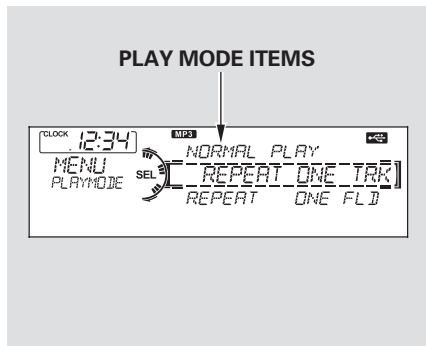 PLAY MODE ITEMS
CLOCK 12:34
MP3
NORMAL PLAY
MENU
PLAYMODE
SEL
REPEAT ONE TRK
REPEAT ONE FLD